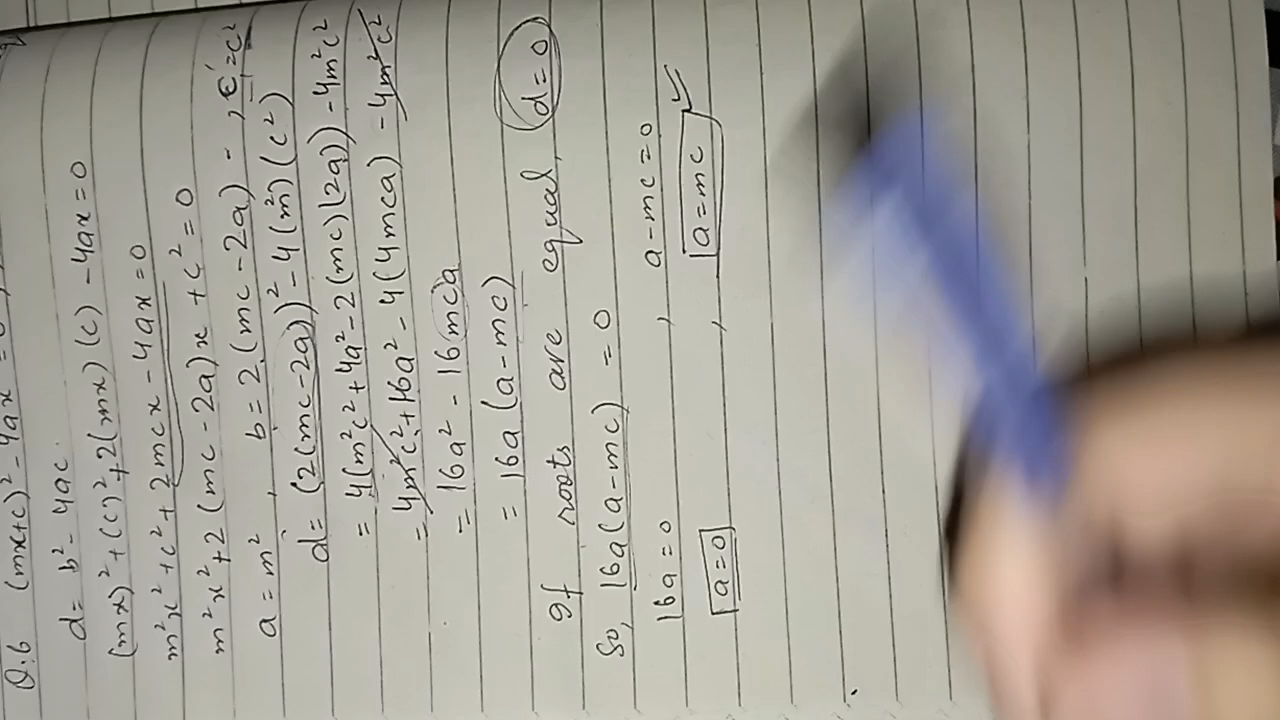 Q.6 (mx+c)² - 4ax = 0
d = b² - 4ac.
(mx)² + (c)² + 2(mx)(c) - 4ax = 0
m²x² + c² + 2mcx - 4ax = 0
m²x² + 2(mc - 2a)x + c² = 0
a = m², b = 2(mc - 2a) - , c' = c²
d = (2(mc - 2a))² - 4(m²)(c²)
= 4(m²c² + 4a² - 2(mc)(2a)) - 4m²c²
= 4m²c² + 16a² - 4(4mca) - 4m²c²
= 16a² - 16mca
= 16a(a - mc)
If roots are equal, d = 0
So, 16a(a - mc) = 0
16a = 0 , a - mc = 0
a = 0 , a = mc